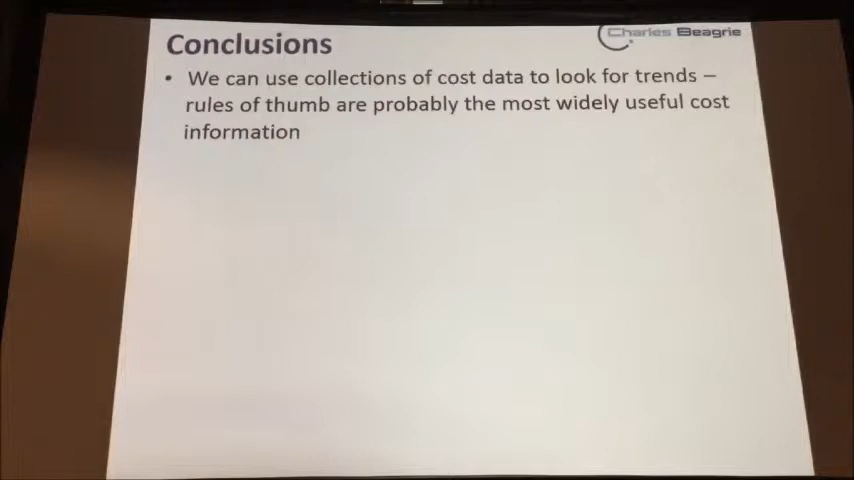 Conclusions
Charles Beagrie
• We can use collections of cost data to look for trends –
rules of thumb are probably the most widely useful cost
information